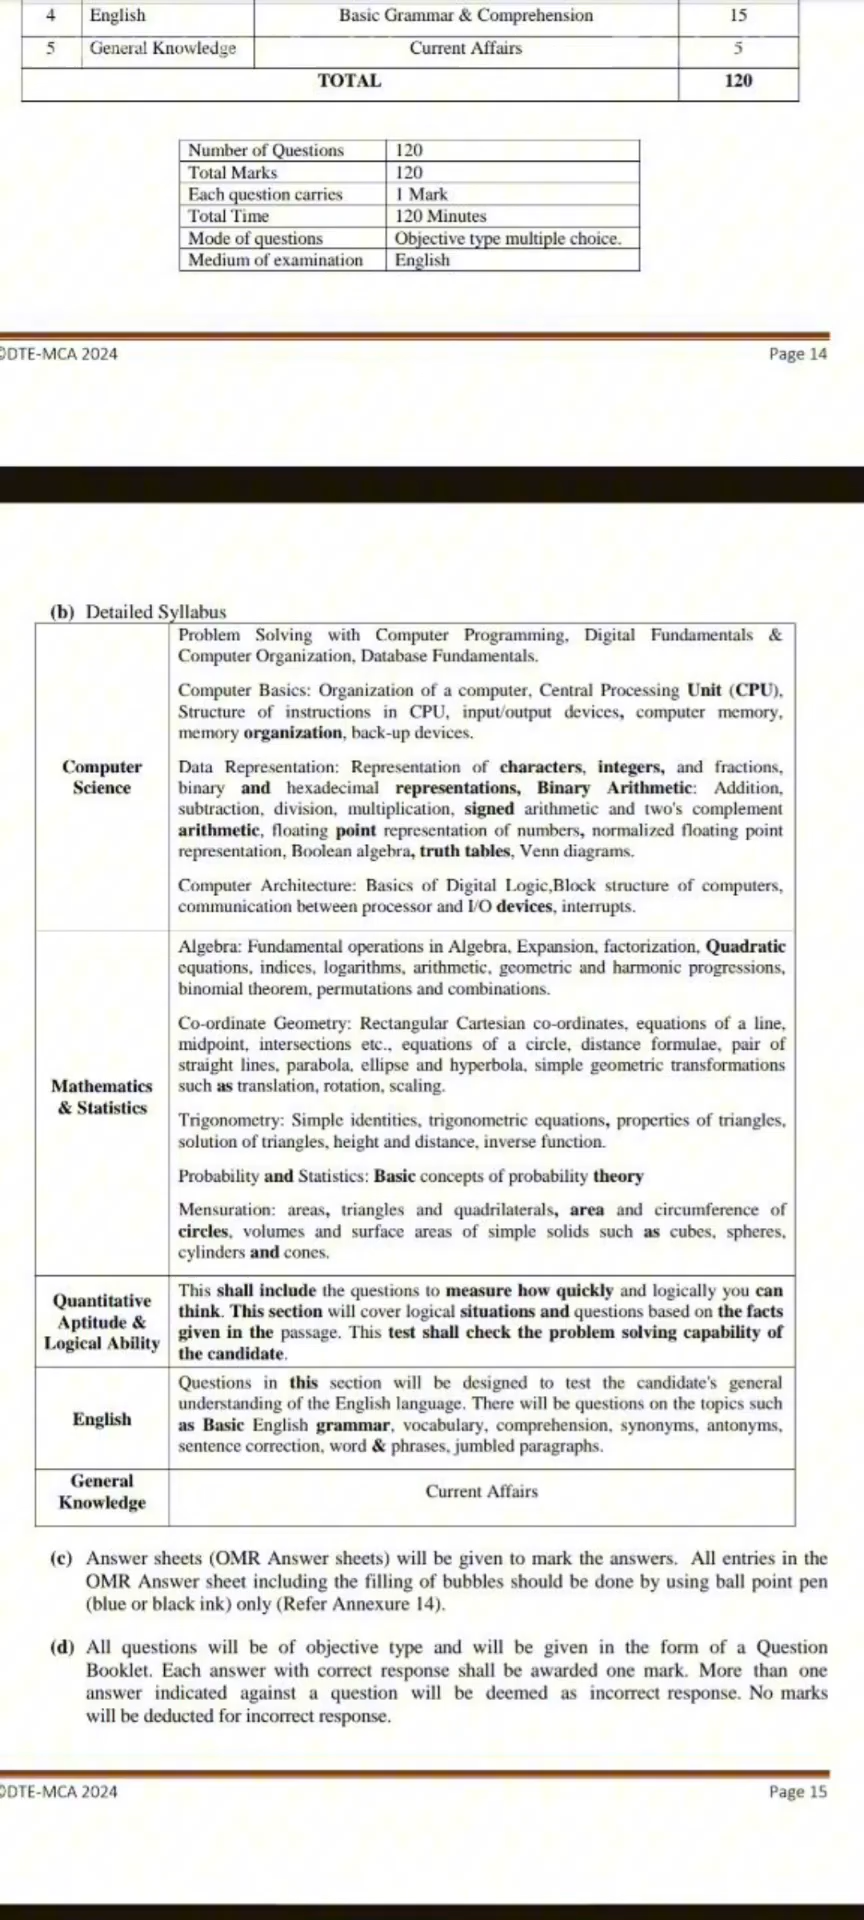 4 English Basic Grammar & Comprehension 15
5 General Knowledge Current Affairs 5
TOTAL 120
Number of Questions 120
Total Marks 120
Each question carries 1 Mark
Total Time 120 Minutes
Mode of questions Objective type multiple choice.
Medium of examination English
©DTE-MCA 2024 Page 14
(b) Detailed Syllabus
Computer
Science
Problem Solving with Computer Programming, Digital Fundamentals &
Computer Organization, Database Fundamentals.
Computer Basics: Organization of a computer, Central Processing Unit (CPU),
Structure of instructions in CPU, input/output devices, computer memory,
memory organization, back-up devices.
Data Representation: Representation of characters, integers, and fractions,
binary and hexadecimal representations, Binary Arithmetic: Addition,
subtraction, division, multiplication, signed arithmetic and two's complement
arithmetic, floating point representation of numbers, normalized floating point
representation, Boolean algebra, truth tables, Venn diagrams.
Computer Architecture: Basics of Digital Logic,Block structure of computers,
communication between processor and I/O devices, interrupts.
Mathematics
& Statistics
Algebra: Fundamental operations in Algebra, Expansion, factorization, Quadratic
equations, indices, logarithms, arithmetic, geometric and harmonic progressions,
binomial theorem, permutations and combinations.
Co-ordinate Geometry: Rectangular Cartesian co-ordinates, equations of a line,
midpoint, intersections etc., equations of a circle, distance formulae, pair of
straight lines, parabola, ellipse and hyperbola, simple geometric transformations
such as translation, rotation, scaling.
Trigonometry: Simple identities, trigonometric equations, properties of triangles,
solution of triangles, height and distance, inverse function.
Probability and Statistics: Basic concepts of probability theory
Mensuration: areas, triangles and quadrilaterals, area and circumference of
circles, volumes and surface areas of simple solids such as cubes, spheres,
cylinders and cones.
Quantitative
Aptitude &
Logical Ability
This shall include the questions to measure how quickly and logically you can
think. This section will cover logical situations and questions based on the facts
given in the passage. This test shall check the problem solving capability of
the candidate.
English
Questions in this section will be designed to test the candidate's general
understanding of the English language. There will be questions on the topics such
as Basic English grammar, vocabulary, comprehension, synonyms, antonyms,
sentence correction, word & phrases, jumbled paragraphs.
General
Knowledge
Current Affairs
(c) Answer sheets (OMR Answer sheets) will be given to mark the answers. All entries in the
OMR Answer sheet including the filling of bubbles should be done by using ball point pen
(blue or black ink) only (Refer Annexure 14).
(d) All questions will be of objective type and will be given in the form of a Question
Booklet. Each answer with correct response shall be awarded one mark. More than one
answer indicated against a question will be deemed as incorrect response. No marks
will be deducted for incorrect response.
©DTE-MCA 2024 Page 15